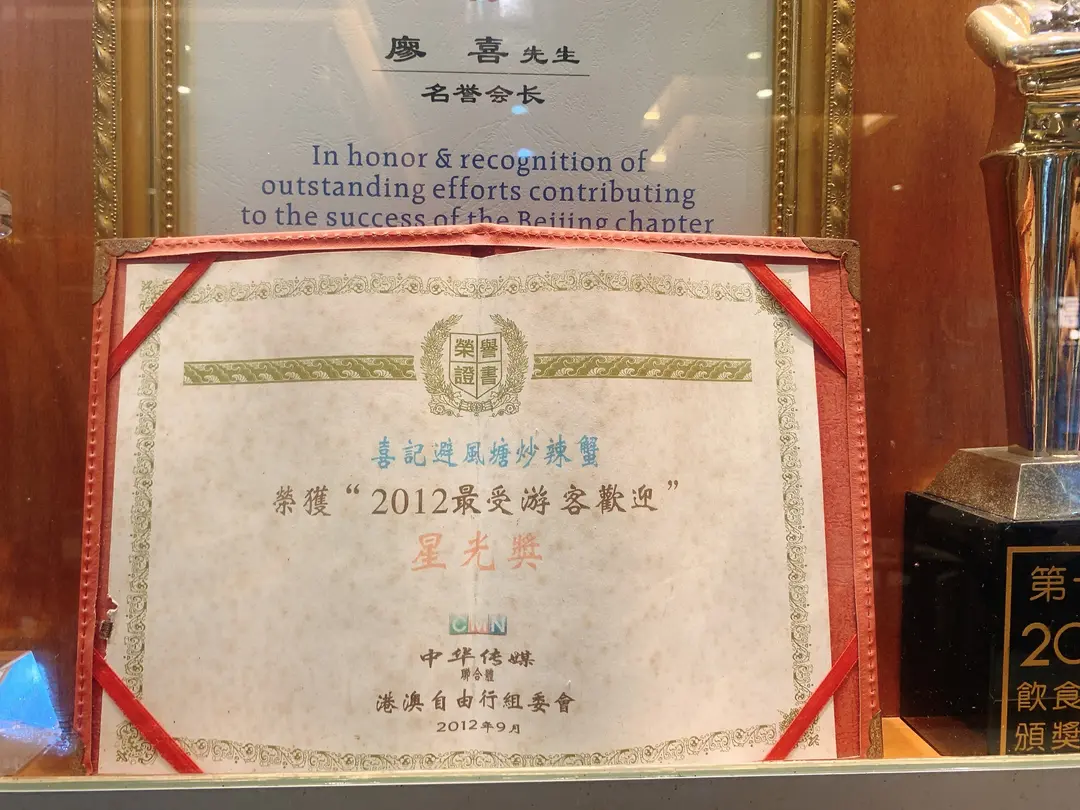 廖 喜 先生
名誉会长
In honor & recognition of
outstanding efforts contributing
to the success of the Beijing chapter
榮譽
證書
喜記避風塘炒辣蟹
榮獲“2012最受游客歡迎”
星光獎
CMN
中华传媒
聯合體
港澳自由行組委會
2012年9月
第
飲食
頒獎